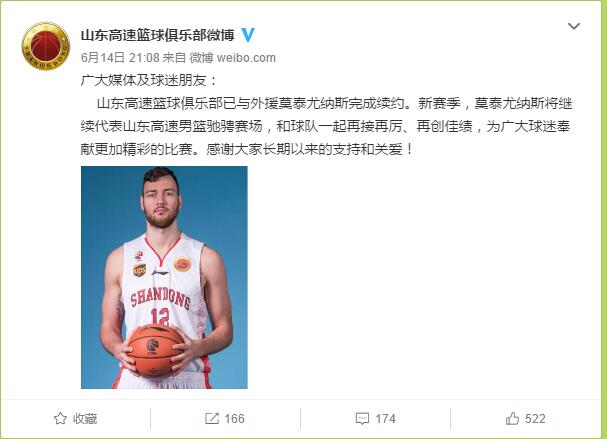 山东高速篮球俱乐部微博
6月14日 21:08 来自 微博 weibo.com
广大媒体及球迷朋友：
山东高速篮球俱乐部已与外援莫泰尤纳斯完成续约。新赛季，莫泰尤纳斯将继
续代表山东高速男篮驰骋赛场，和球队一起再接再厉、再创佳绩，为广大球迷奉
献更加精彩的比赛。感谢大家长期以来的支持和关爱！
ups
SHANDONG
12
收藏
166
174
522